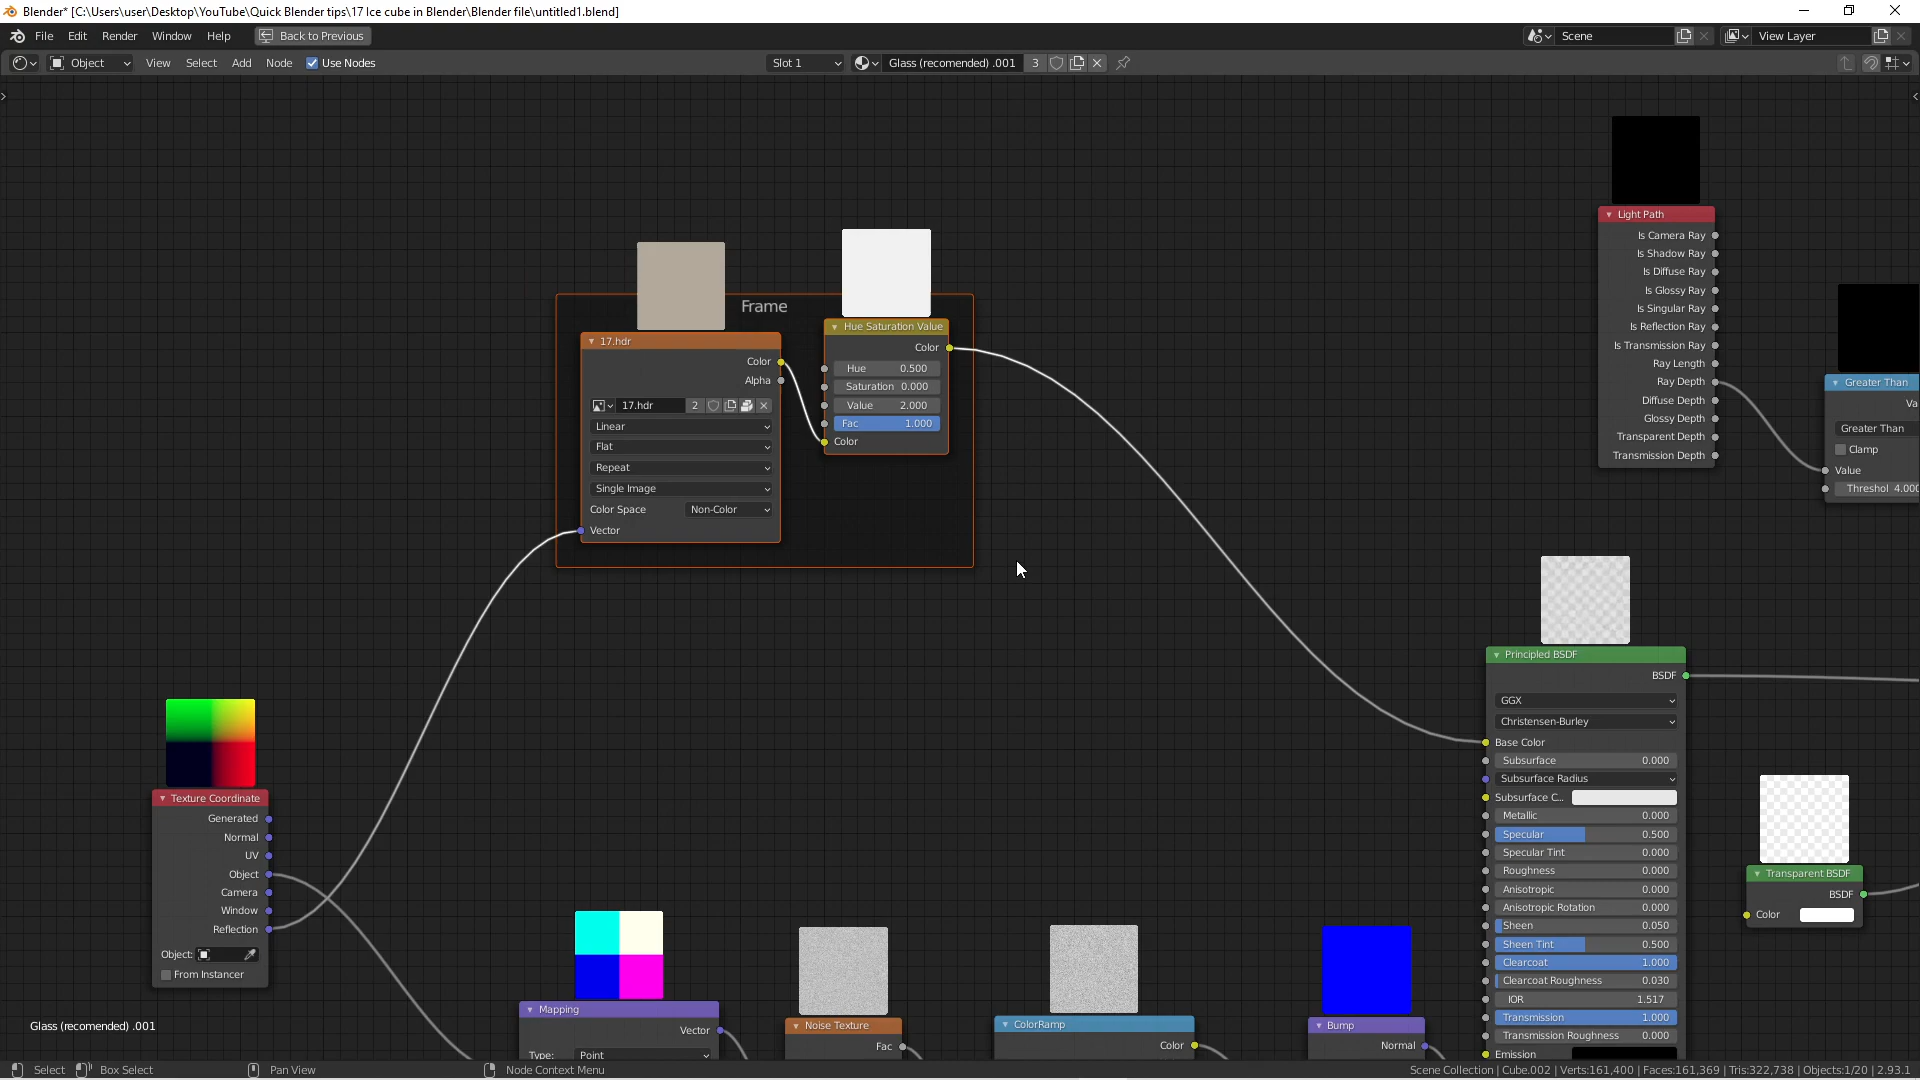 Blender* [C:\Users\user\Desktop\YouTube\Quick Blender tips\17 Ice cube in Blender\Blender file\untitled1.blend]
File Edit Render Window Help Back to Previous Scene View Layer
Object View Select Add Node Use Nodes Slot 1 Glass (recomended) .001 3
Light Path
Is Camera Ray
Is Shadow Ray
Is Diffuse Ray
Is Glossy Ray
Is Singular Ray
Is Reflection Ray
Is Transmission Ray
Ray Length
Ray Depth
Diffuse Depth
Glossy Depth
Transparent Depth
Transmission Depth
Greater Than
Va
Greater Than
Clamp
Value
Threshol 4.000
Frame
17.hdr
Color
Alpha
17.hdr 2
Linear
Flat
Repeat
Single Image
Color Space Non-Color
Vector
Hue Saturation Value
Color
Hue 0.500
Saturation 0.000
Value 2.000
Fac 1.000
Color
Principled BSDF
BSDF
GGX
Christensen-Burley
Base Color
Subsurface 0.000
Subsurface Radius
Subsurface C...
Metallic 0.000
Specular 0.500
Specular Tint 0.000
Roughness 0.000
Anisotropic 0.000
Anisotropic Rotation 0.000
Sheen 0.050
Sheen Tint 0.500
Clearcoat 1.000
Clearcoat Roughness 0.030
IOR 1.517
Transmission 1.000
Transmission Roughness 0.000
Emission
Transparent BSDF
BSDF
Color
Texture Coordinate
Generated
Normal
UV
Object
Camera
Window
Reflection
Object:
From Instancer
Mapping
Vector
Type: Point
Noise Texture
Fac
ColorRamp
Color
Bump
Normal
Glass (recomended) .001
Select Box Select Pan View Node Context Menu Scene Collection | Cube.002 | Verts:161,400 | Faces:161,369 | Tris:322,738 | Objects:1/20 | 2.93.1